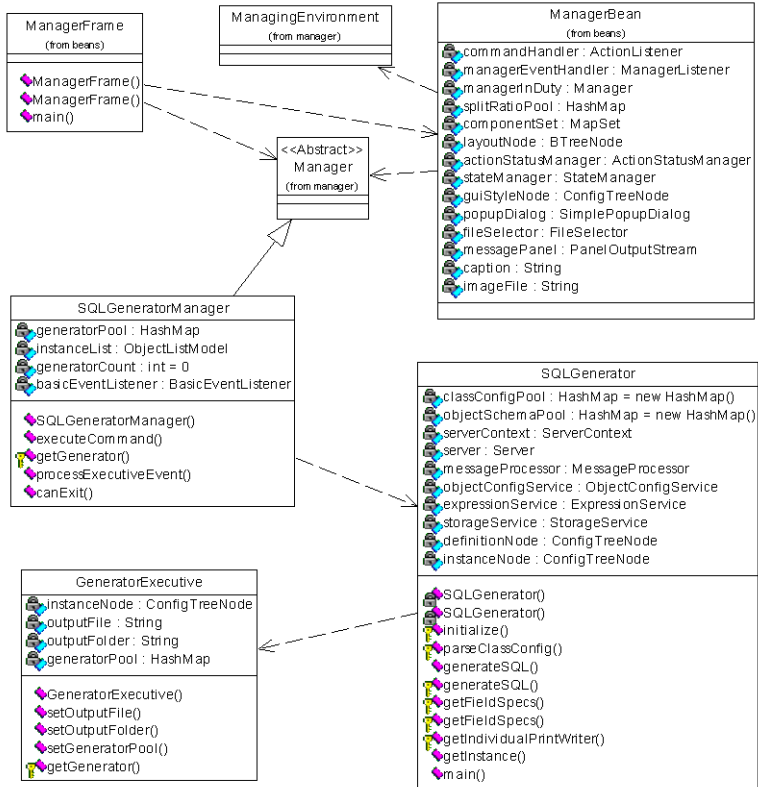 ManagerFrame
(from beans)
ManagerFrame()
ManagerFrame()
main()
ManagingEnvironment
(from manager)
ManagerBean
(from beans)
commandHandler : ActionListener
managerEventHandler : ManagerListener
managerInDuty : Manager
splitRatioPool : HashMap
componentSet : MapSet
layoutNode : BTreeNode
actionStatusManager : ActionStatusManager
stateManager : StateManager
guiStyleNode : ConfigTreeNode
popupDialog : SimplePopupDialog
fileSelector : FileSelector
messagePanel : PanelOutputStream
caption : String
imageFile : String
<<Abstract>>
Manager
(from manager)
SQLGeneratorManager
generatorPool : HashMap
instanceList : ObjectListModel
generatorCount : int = 0
basicEventListener : BasicEventListener
SQLGeneratorManager()
executeCommand()
getGenerator()
processExecutiveEvent()
canExit()
SQLGenerator
classConfigPool : HashMap = new HashMap()
objectSchemaPool : HashMap = new HashMap()
serverContext : ServerContext
server : Server
messageProcessor : MessageProcessor
objectConfigService : ObjectConfigService
expressionService : ExpressionService
storageService : StorageService
definitionNode : ConfigTreeNode
instanceNode : ConfigTreeNode
SQLGenerator()
SQLGenerator()
initialize()
parseClassConfig()
generateSQL()
generateSQL()
getFieldSpecs()
getFieldSpecs()
getIndividualPrintWriter()
getInstance()
main()
GeneratorExecutive
instanceNode : ConfigTreeNode
outputFile : String
outputFolder : String
generatorPool : HashMap
GeneratorExecutive()
setOutputFile()
setOutputFolder()
setGeneratorPool()
getGenerator()